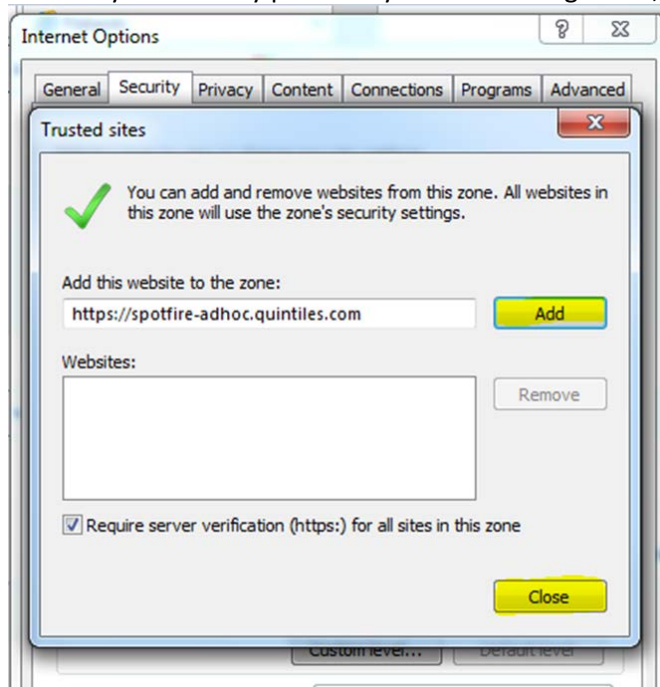 Internet Options
General Security Privacy Content Connections Programs Advanced
Trusted sites
You can add and remove websites from this zone. All websites in
this zone will use the zone's security settings.
Add this website to the zone:
https://spotfire-adhoc.quintiles.com Add
Websites:
Remove
Require server verification (https:) for all sites in this zone
Close
Custom level... Default level